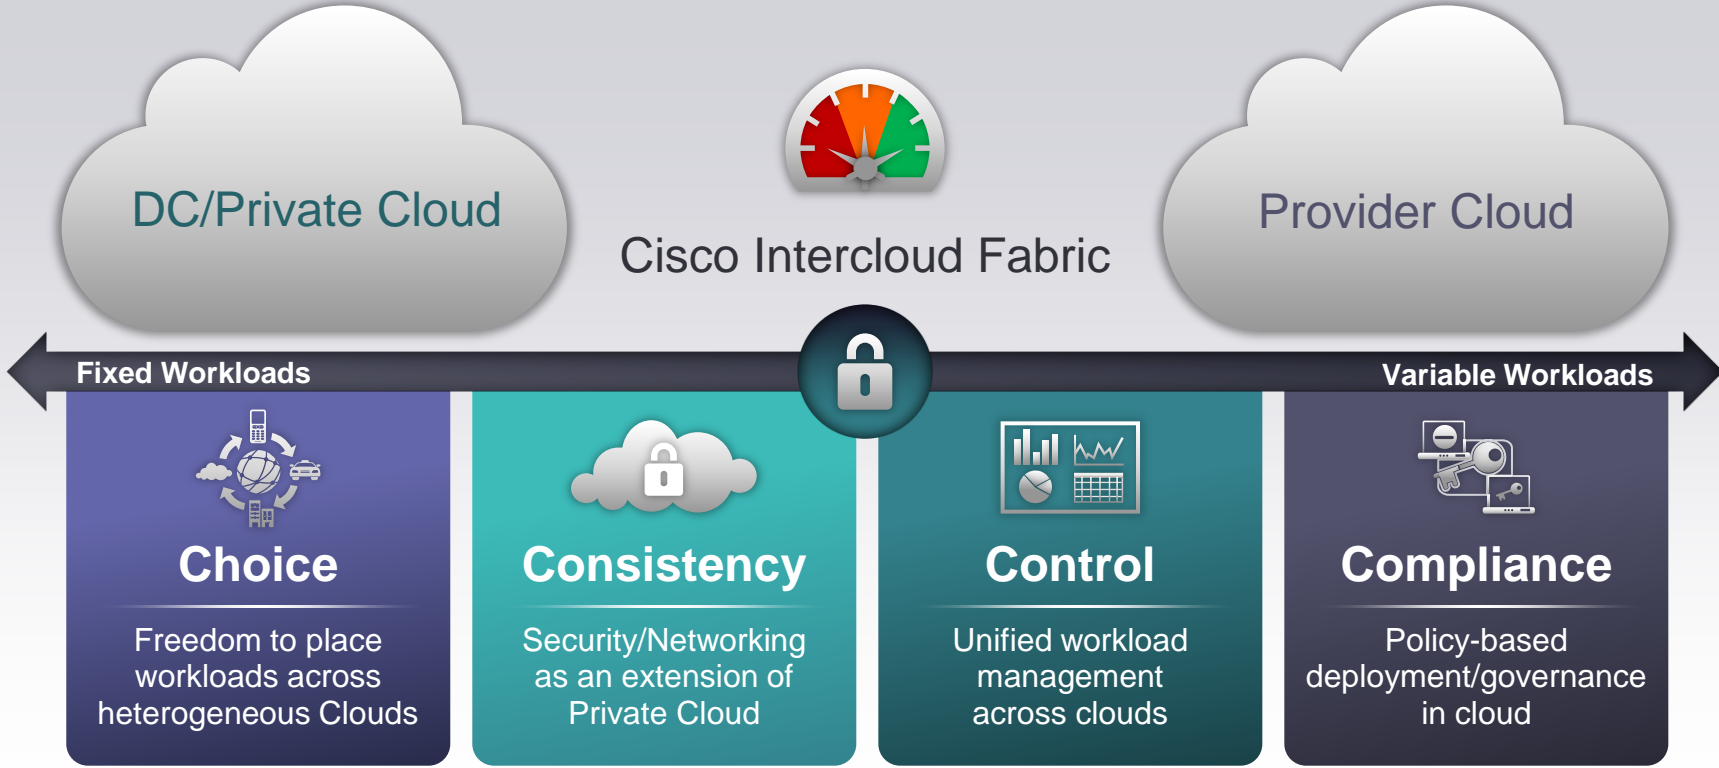 DC/Private Cloud
Provider Cloud
Cisco Intercloud Fabric
Fixed Workloads
Variable Workloads
Choice
Freedom to place
workloads across
heterogeneous Clouds
Consistency
Security/Networking
as an extension of
Private Cloud
Control
Unified workload
management
across clouds
Compliance
Policy-based
deployment/governance
in cloud